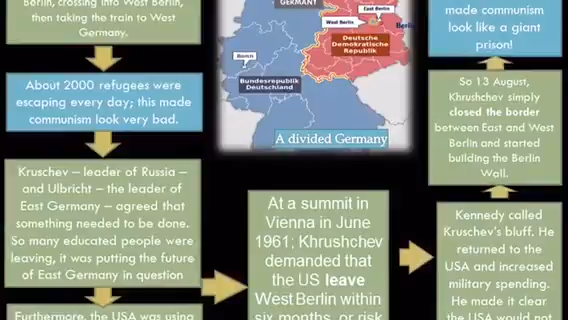 Berlin, crossing into West Berlin,
then taking the train to West
Germany.
About 2000 refugees were
escaping every day; this made
communism look very bad.
Kruschev – leader of Russia –
and Ulbricht – the leader of
East Germany – agreed that
something needed to be done.
So many educated people were
leaving, it was putting the future
of East Germany in question
Furthermore, the USA was using
GERMANY
East Berlin
West Berlin
Berlin
Deutsche
Demokratische
Republik
Bonn
Bundesrepublik
Deutschland
A divided Germany
At a summit in
Vienna in June
1961; Khrushchev
demanded that
the US leave
West Berlin within
six months, or risk
Kennedy called
Kruschev's bluff. He
returned to the
USA and increased
military spending.
He made it clear
the USA would not
So 13 August,
Khrushchev simply
closed the border
between East and West
Berlin and started
building the Berlin
Wall.
made communism
look like a giant
prison!